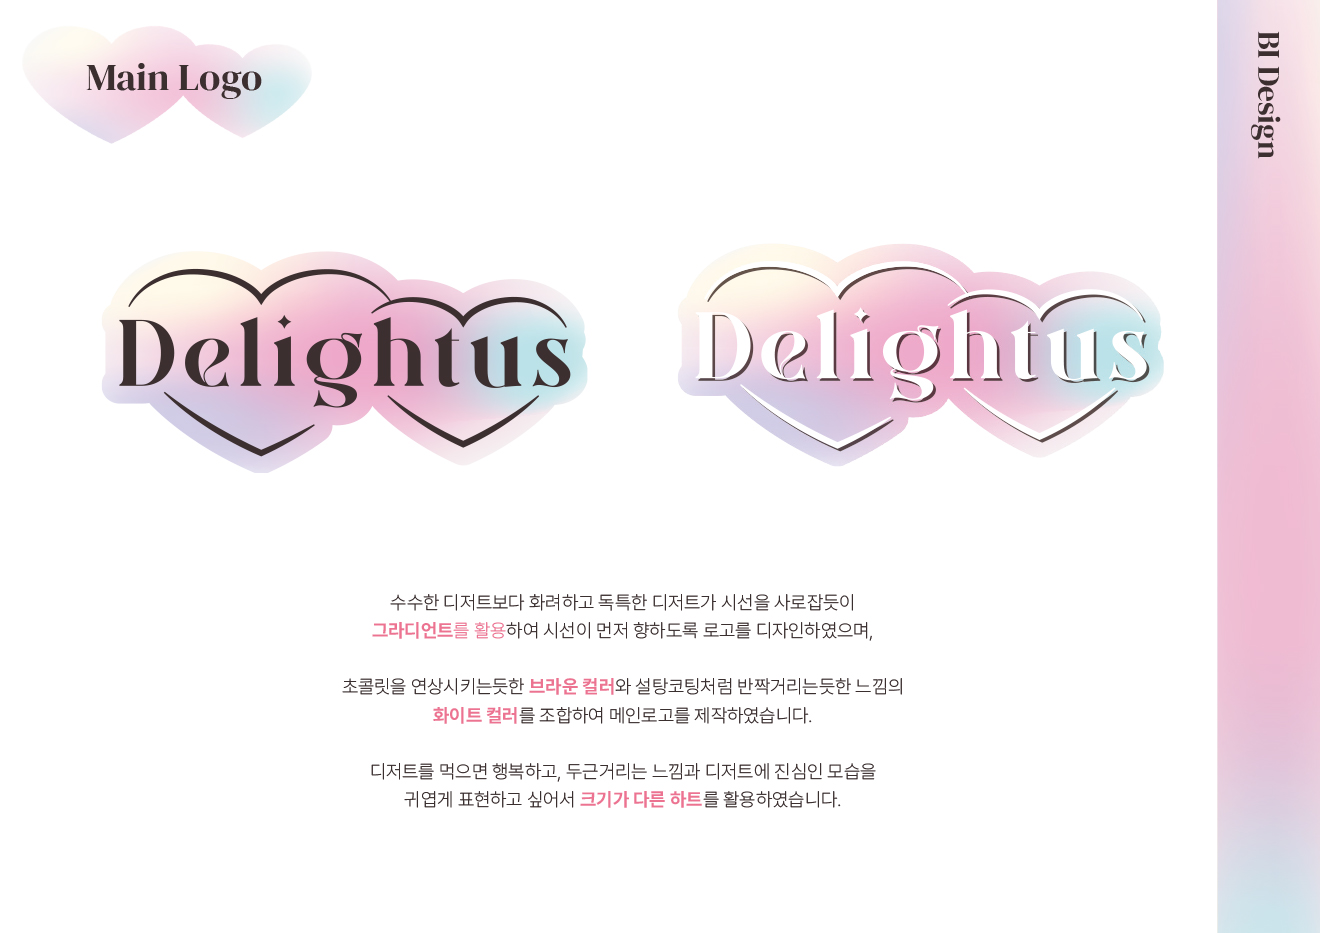 Main Logo
BI Design
Delightus
Delightus
수수한 디저트보다 화려하고 독특한 디저트가 시선을 사로잡듯이
그라디언트를 활용하여 시선이 먼저 향하도록 로고를 디자인하였으며,
초콜릿을 연상시키는듯한 브라운 컬러와 설탕코팅처럼 반짝거리는듯한 느낌의
화이트 컬러를 조합하여 메인로고를 제작하였습니다.
디저트를 먹으면 행복하고, 두근거리는 느낌과 디저트에 진심인 모습을
귀엽게 표현하고 싶어서 크기가 다른 하트를 활용하였습니다.